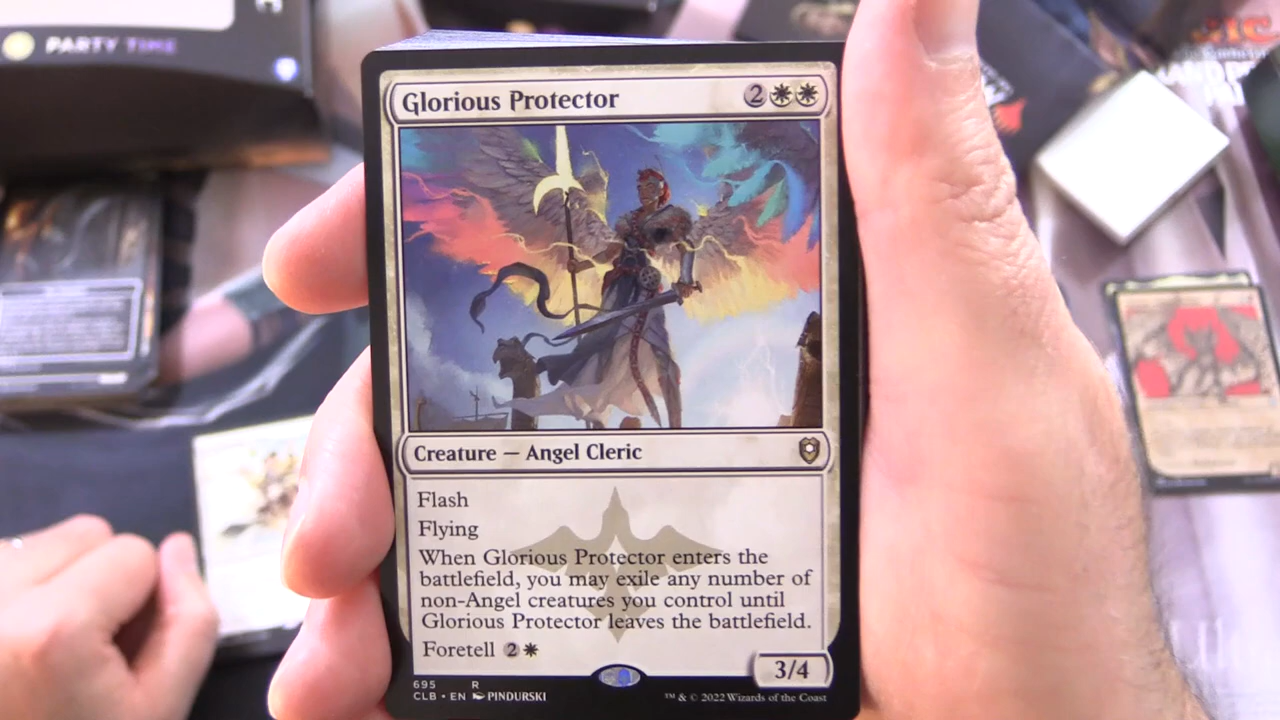 PARTY TIME
Glorious Protector 2
Creature — Angel Cleric
Flash
Flying
When Glorious Protector enters the
battlefield, you may exile any number of
non-Angel creatures you control until
Glorious Protector leaves the battlefield.
Foretell 2
3/4
695 R
CLB • EN PINDURSKI
™ & © 2022 Wizards of the Coast